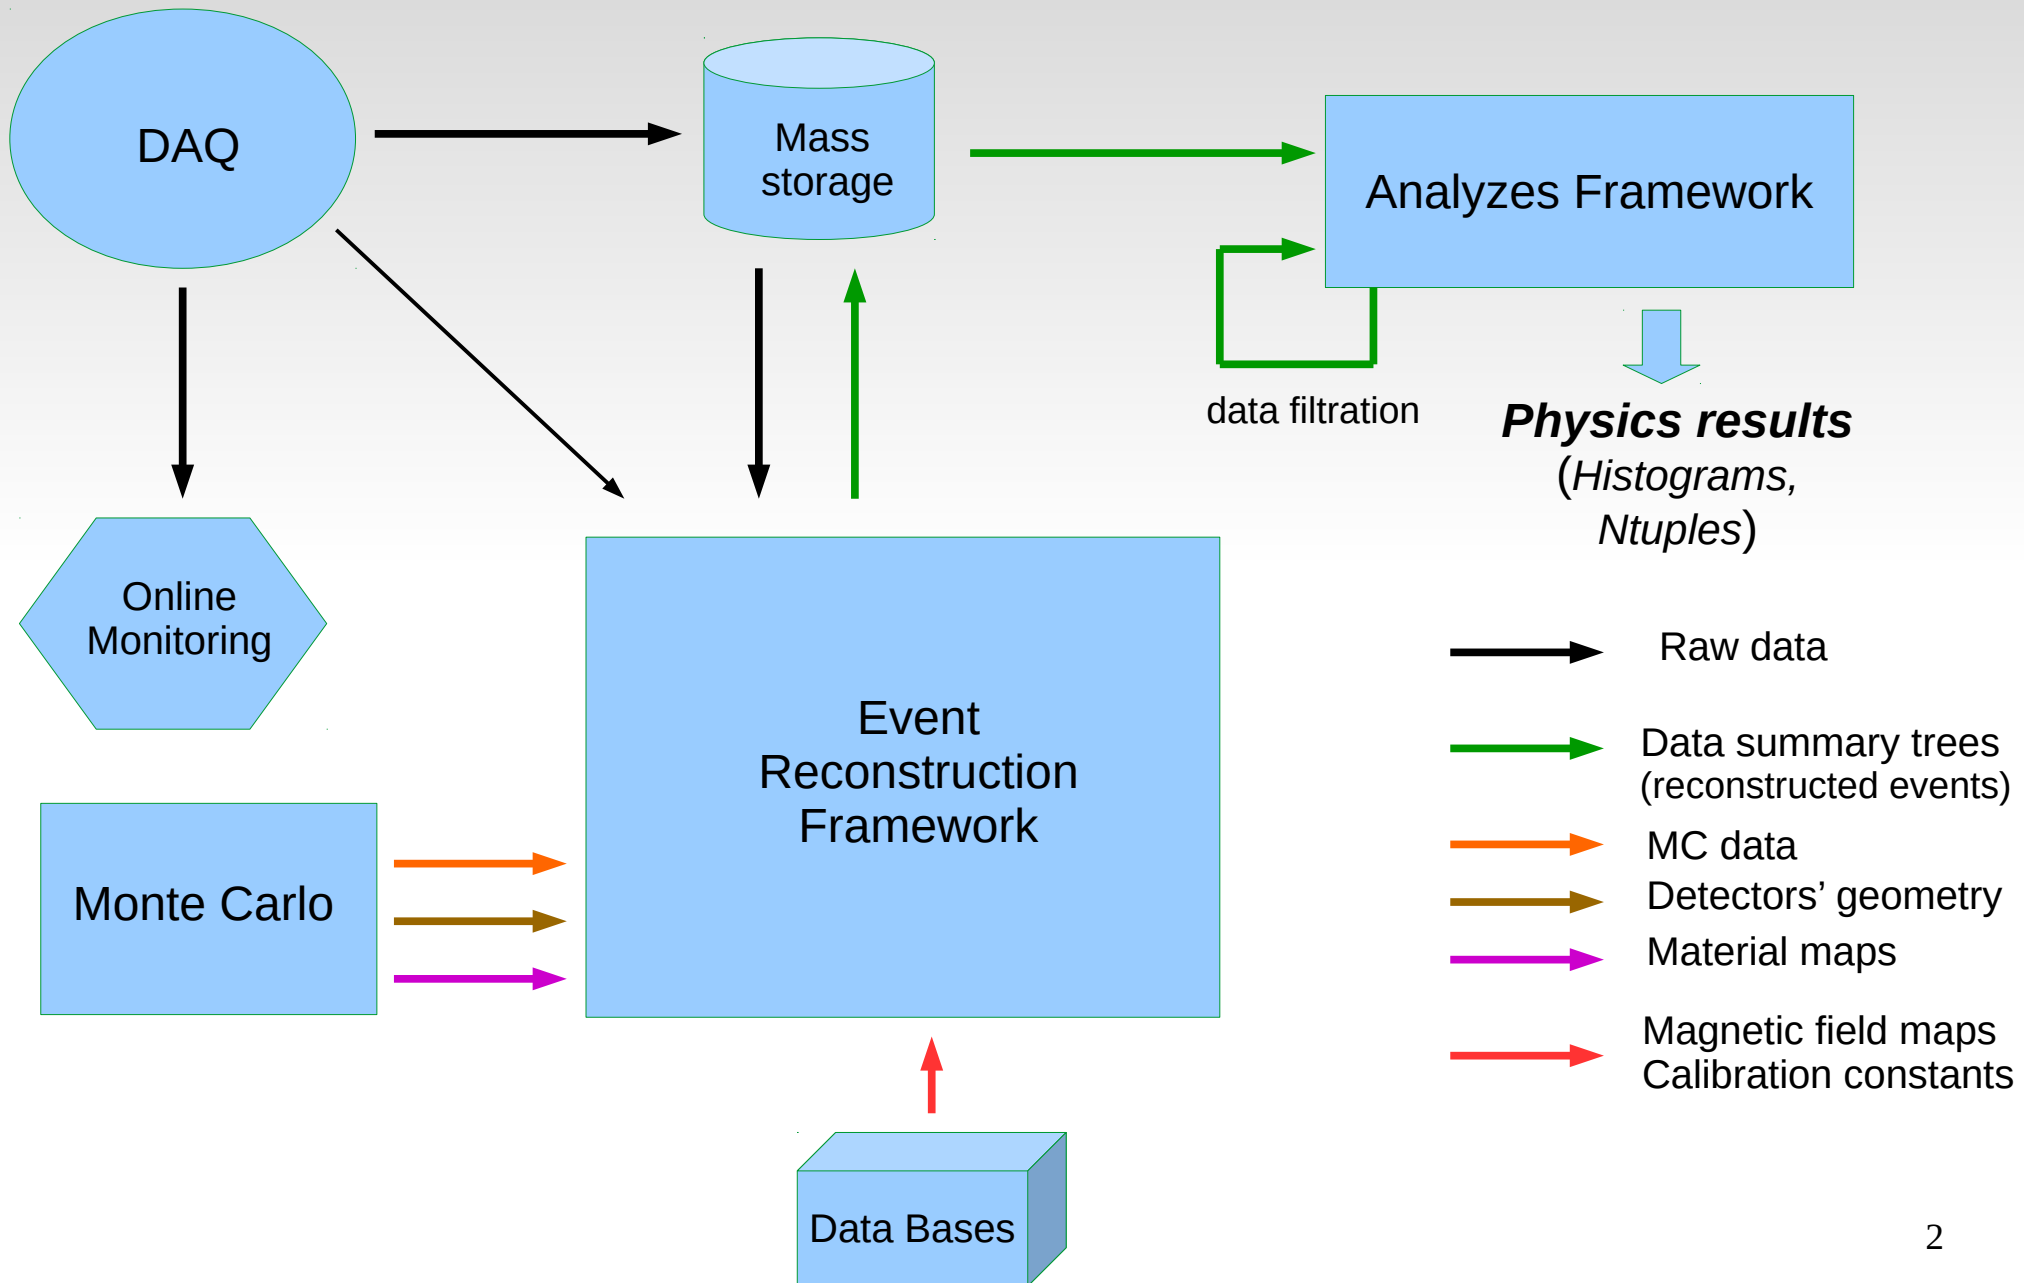 DAQ
Mass
storage
Analyzes Framework
data filtration
Physics results
(Histograms,
Ntuples)
Online
Monitoring
Event
Reconstruction
Framework
Monte Carlo
Data Bases
Raw data
Data summary trees
(reconstructed events)
MC data
Detectors’ geometry
Material maps
Magnetic field maps
Calibration constants
2